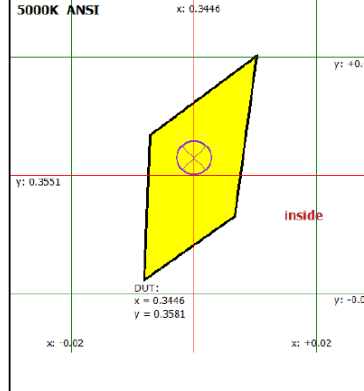 5000K ANSI
x: 0.3446
y: +0.
y: 0.3551
inside
DUT:
x = 0.3446
y = 0.3581
y: -0.0
x: -0.02
x: +0.02